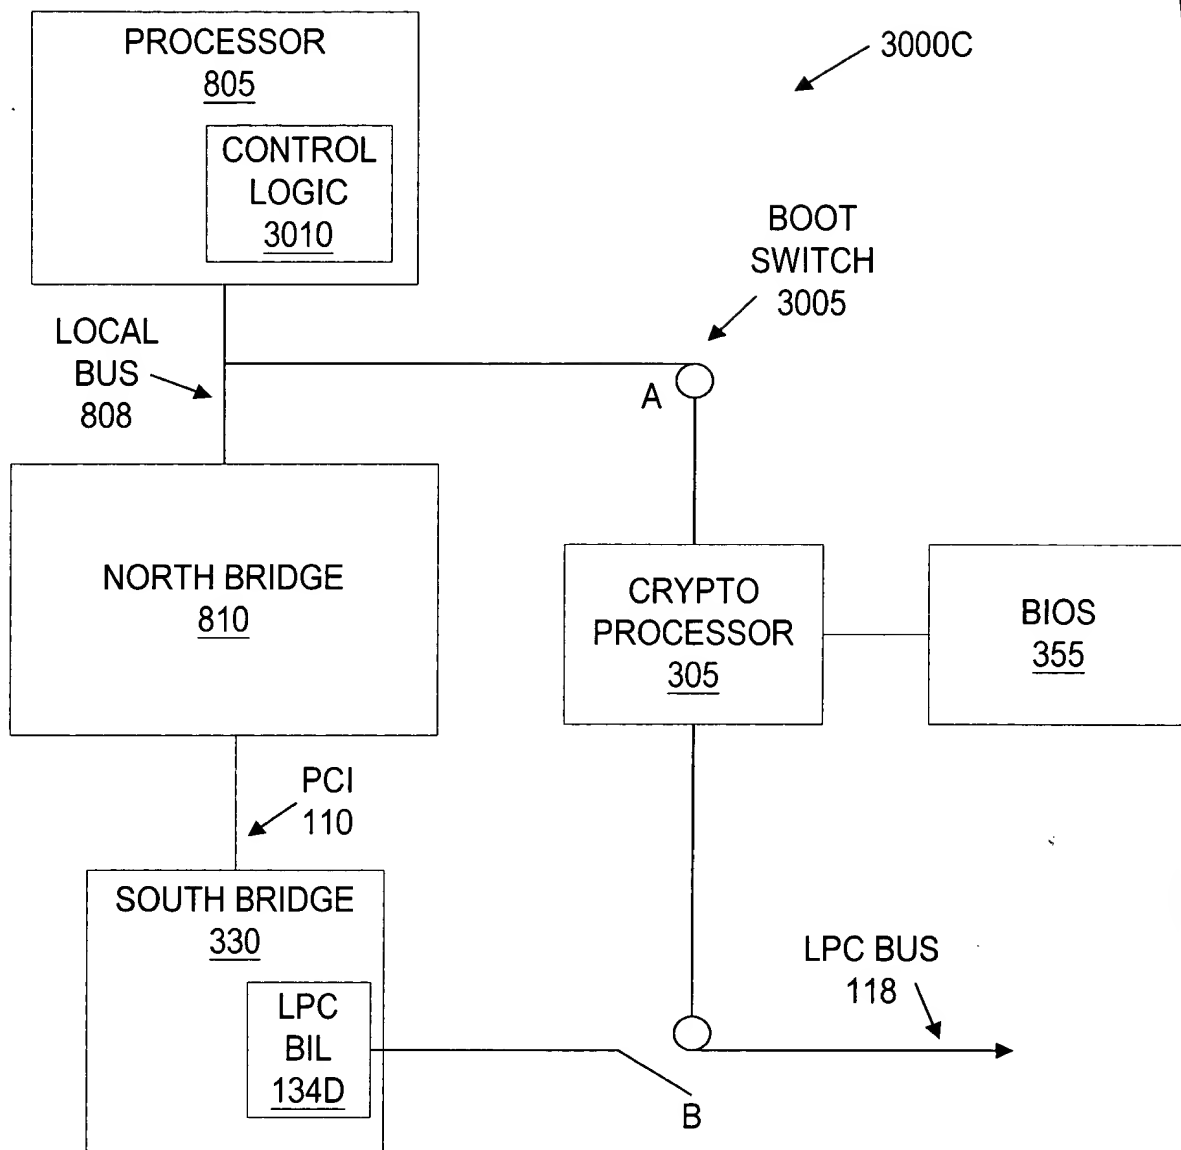 PROCESSOR
805
CONTROL
LOGIC
3010
3000C
BOOT
SWITCH
3005
LOCAL
BUS
808
A
NORTH BRIDGE
810
CRYPTO
PROCESSOR
305
BIOS
355
PCI
110
SOUTH BRIDGE
330
LPC
BIL
134D
LPC BUS
118
B